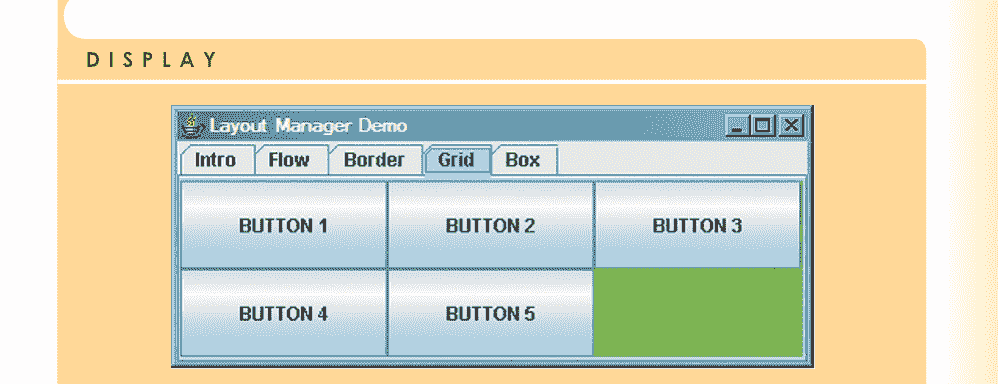 DISPLAY
Layout Manager Demo
Intro Flow Border Grid Box
BUTTON 1 BUTTON 2 BUTTON 3
BUTTON 4 BUTTON 5